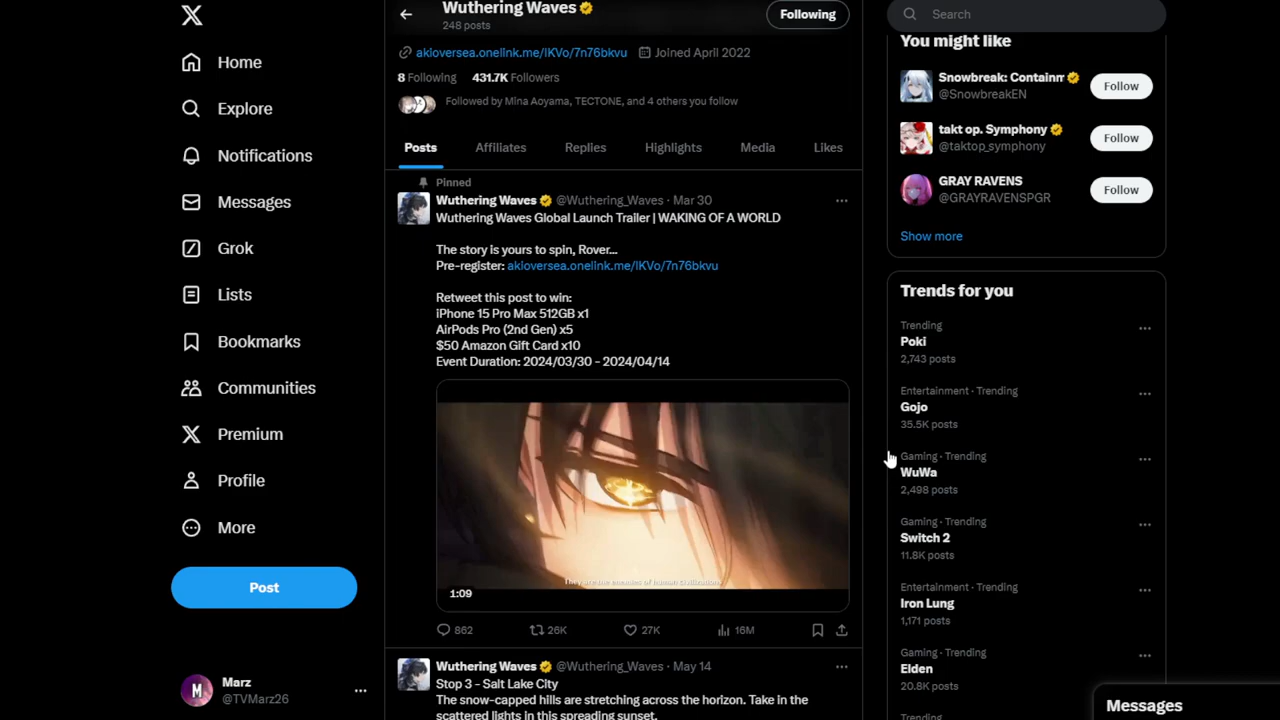 Home
Explore
Notifications
Messages
Grok
Lists
Bookmarks
Communities
Premium
Profile
More
Post
M
Marz
@TVMarz26
Wuthering Waves
248 posts
Following
akioversea.onelink.me/lKVo/7n76bkvu Joined April 2022
8 Following 431.7K Followers
Followed by Mina Aoyama, TECTONE, and 4 others you follow
Posts Affiliates Replies Highlights Media Likes
Pinned
Wuthering Waves @Wuthering_Waves · Mar 30
Wuthering Waves Global Launch Trailer | WAKING OF A WORLD
The story is yours to spin, Rover...
Pre-register: akioversea.onelink.me/lKVo/7n76bkvu
Retweet this post to win:
iPhone 15 Pro Max 512GB x1
AirPods Pro (2nd Gen) x5
$50 Amazon Gift Card x10
Event Duration: 2024/03/30 - 2024/04/14
They are the enemies of human civilizations.
1:09
862 26K 27K 16M
Wuthering Waves @Wuthering_Waves · May 14
Stop 3 - Salt Lake City
The snow-capped hills are stretching across the horizon. Take in the
scattered lights in this spreading sunset.
Search
You might like
Snowbreak: Containm
@SnowbreakEN
Follow
takt op. Symphony
@taktop_symphony
Follow
GRAY RAVENS
@GRAYRAVENSPGR
Follow
Show more
Trends for you
Trending
Poki
2,743 posts
Entertainment · Trending
Gojo
35.5K posts
Gaming · Trending
WuWa
2,498 posts
Gaming · Trending
Switch 2
11.8K posts
Entertainment · Trending
Iron Lung
1,171 posts
Gaming · Trending
Elden
20.8K posts
Trending
Messages